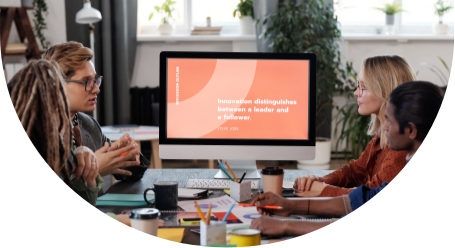 Innovation distinguishes
between a leader and
a follower.